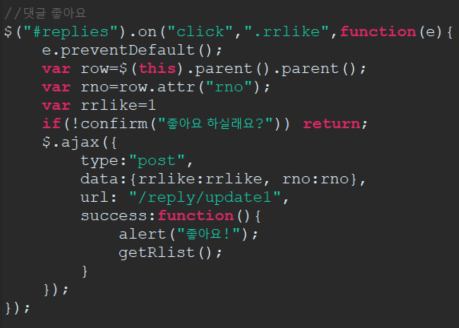 //댓글 좋아요
$("#replies").on("click",".rrlike",function(e){
    e.preventDefault();
    var row=$(this).parent().parent();
    var rno=row.attr("rno");
    var rrlike=1
    if(!confirm("좋아요 하실래요?")) return;
    $.ajax({
        type:"post",
        data:{rrlike:rrlike, rno:rno},
        url: "/reply/update1",
        success:function(){
            alert("좋아요!");
            getRlist();
        }
    });
});